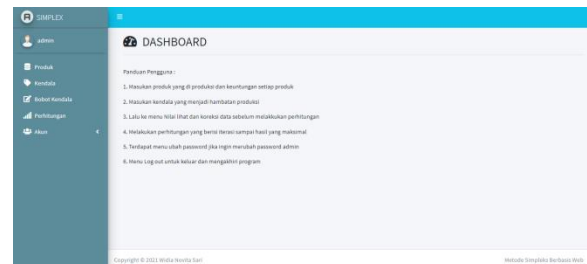 SIMPLEX
admin
Produk
Kendala
Bobot Kendala
Perhitungan
Akun
DASHBOARD
Panduan Pengguna :
1. Masukan produk yang di produksi dan keuntungan setiap produk
2. Masukan kendala yang menjadi hambatan produksi
3. Lalu ke menu Nilai lihat dan koreksi data sebelum melakukan perhitungan
4. Melakukan perhitungan yang berisi iterasi sampai hasil yang maksimal
5. Terdapat menu ubah password jika ingin merubah password admin
6. Menu Log out untuk keluar dan mengakhiri program
Copyright © 2021 Widia Novita Sari
Metode Simpleks Berbasis Web